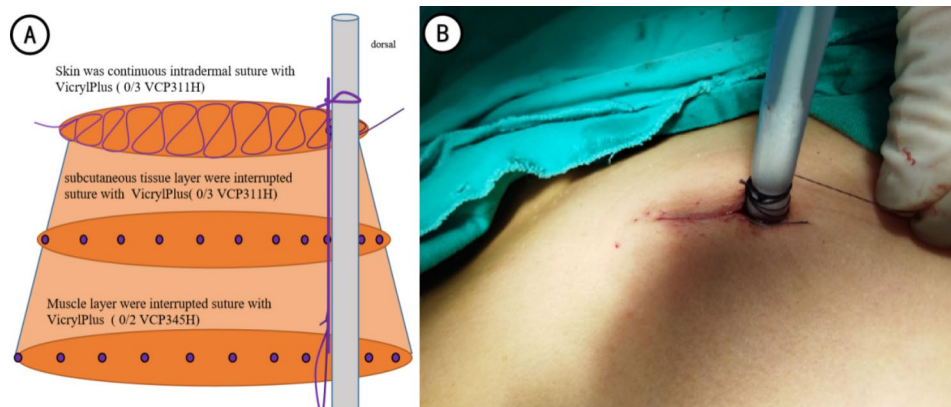 A
dorsal
Skin was continuous intradermal suture with
VicrylPlus ( 0/3 VCP311H)
subcutaneous tissue layer were interrupted
suture with  VicrylPlus( 0/3 VCP311H)
Muscle layer were interrupted suture with
VicrylPlus  ( 0/2 VCP345H)
B